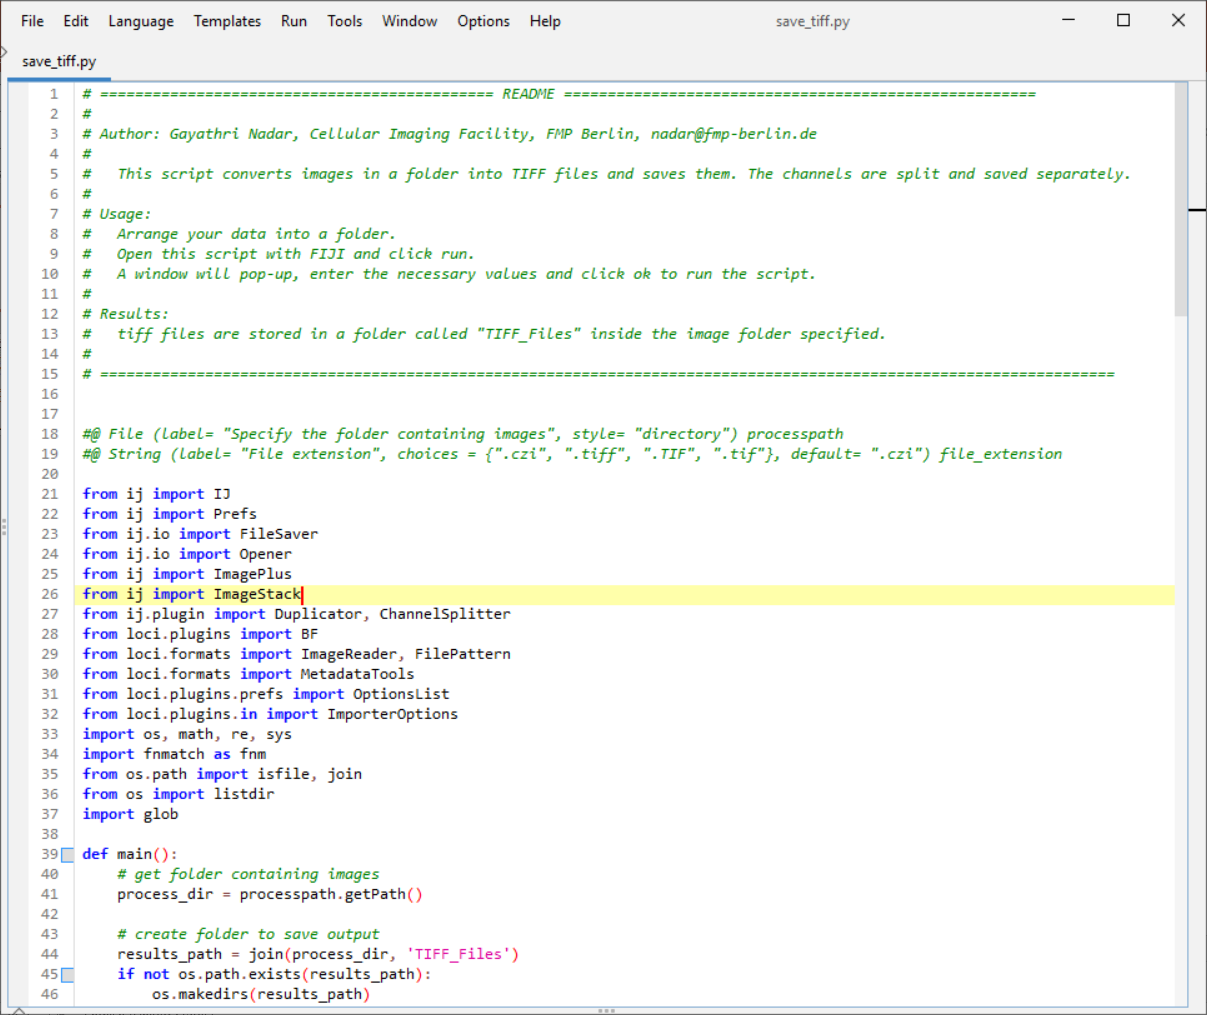 File Edit Language Templates Run Tools Window Options Help save_tiff.py
save_tiff.py
1 # ============================================= README ======================================================
2 #
3 # Author: Gayathri Nadar, Cellular Imaging Facility, FMP Berlin, nadar@fmp-berlin.de
4 #
5 #   This script converts images in a folder into TIFF files and saves them. The channels are split and saved separately.
6 #
7 # Usage:
8 #   Arrange your data into a folder.
9 #   Open this script with FIJI and click run.
10 #   A window will pop-up, enter the necessary values and click ok to run the script.
11 #
12 # Results:
13 #   tiff files are stored in a folder called "TIFF_Files" inside the image folder specified.
14 #
15 # ====================================================================================================================
16
17
18 #@ File (label= "Specify the folder containing images", style= "directory") processpath
19 #@ String (label= "File extension", choices = {".czi", ".tiff", ".TIF", ".tif"}, default= ".czi") file_extension
20
21 from ij import IJ
22 from ij import Prefs
23 from ij.io import FileSaver
24 from ij.io import Opener
25 from ij import ImagePlus
26 from ij import ImageStack
27 from ij.plugin import Duplicator, ChannelSplitter
28 from loci.plugins import BF
29 from loci.formats import ImageReader, FilePattern
30 from loci.formats import MetadataTools
31 from loci.plugins.prefs import OptionsList
32 from loci.plugins.in import ImporterOptions
33 import os, math, re, sys
34 import fnmatch as fnm
35 from os.path import isfile, join
36 from os import listdir
37 import glob
38
39 def main():
40     # get folder containing images
41     process_dir = processpath.getPath()
42
43     # create folder to save output
44     results_path = join(process_dir, 'TIFF_Files')
45     if not os.path.exists(results_path):
46         os.makedirs(results_path)